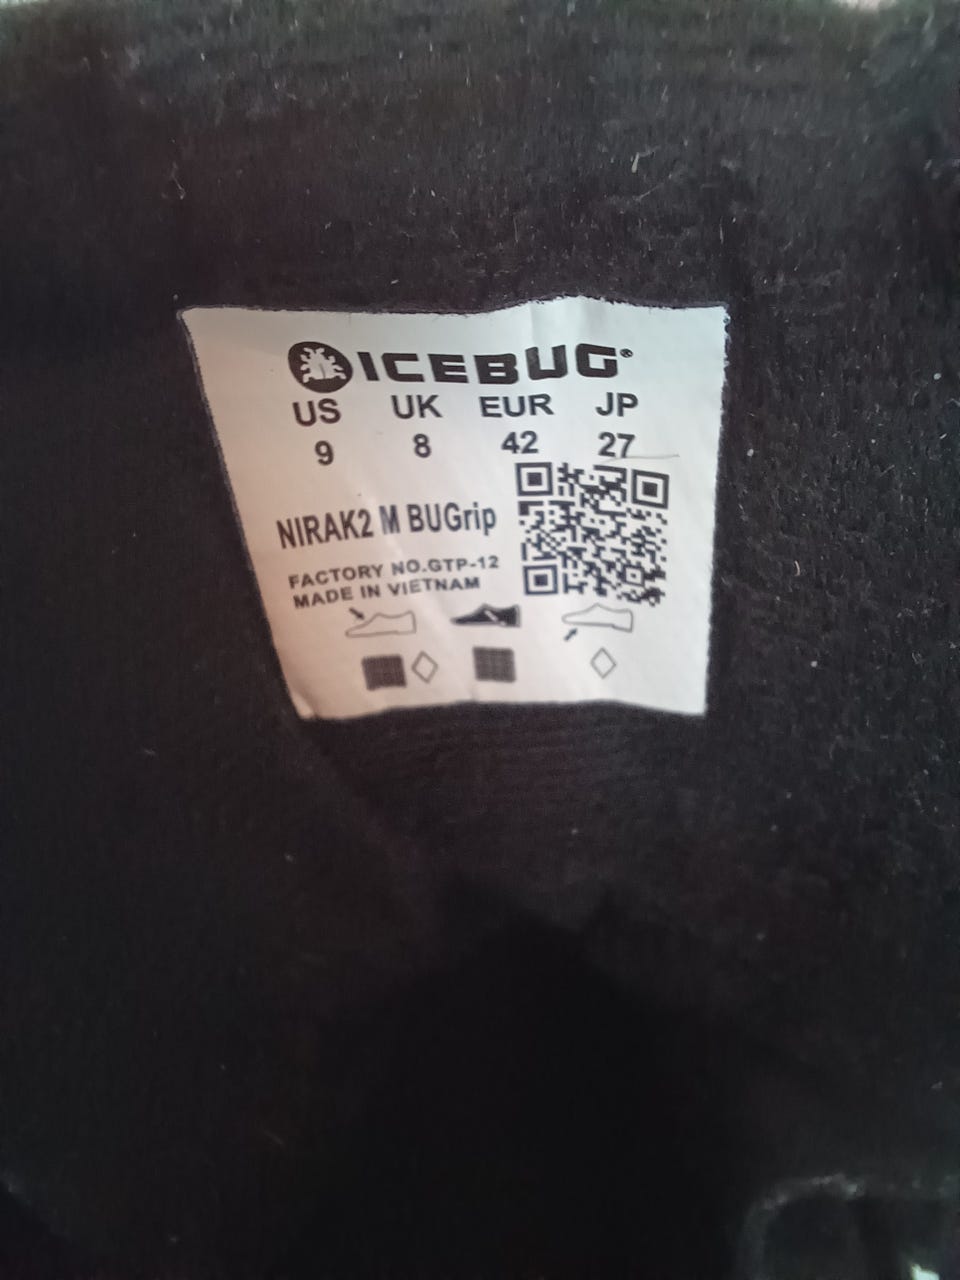 ICEBUG®
US UK EUR JP
9 8 42 27
NIRAK2 M BUGrip
FACTORY NO.GTP-12
MADE IN VIETNAM